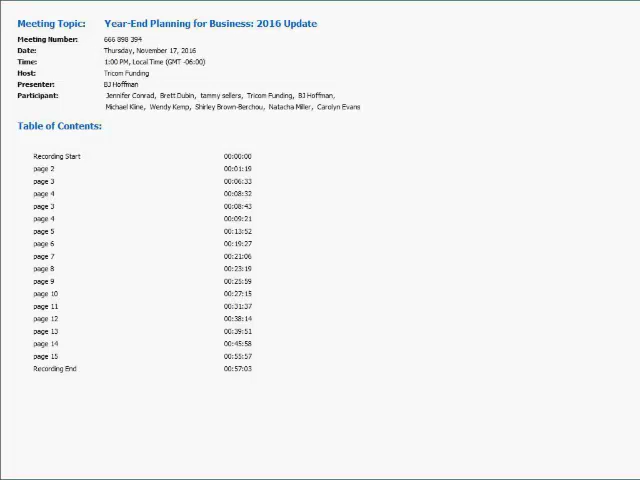 Meeting Topic: Year-End Planning for Business: 2016 Update
Meeting Number: 666 898 394
Date: Thursday, November 17, 2016
Time: 1:00 PM, Local Time (GMT -06:00)
Host: Tricom Funding
Presenter: BJ Hoffman
Participant: Jennifer Conrad, Brett Dubin, tammy sellers, Tricom Funding, BJ Hoffman,
Michael Kline, Wendy Kemp, Shirley Brown-Berchou, Natacha Miller, Carolyn Evans
Table of Contents:
Recording Start 00:00:00
page 2 00:01:19
page 3 00:06:33
page 4 00:08:32
page 3 00:08:43
page 4 00:09:21
page 5 00:13:52
page 6 00:19:27
page 7 00:21:06
page 8 00:23:19
page 9 00:25:59
page 10 00:27:15
page 11 00:31:37
page 12 00:38:14
page 13 00:39:51
page 14 00:45:58
page 15 00:55:57
Recording End 00:57:03